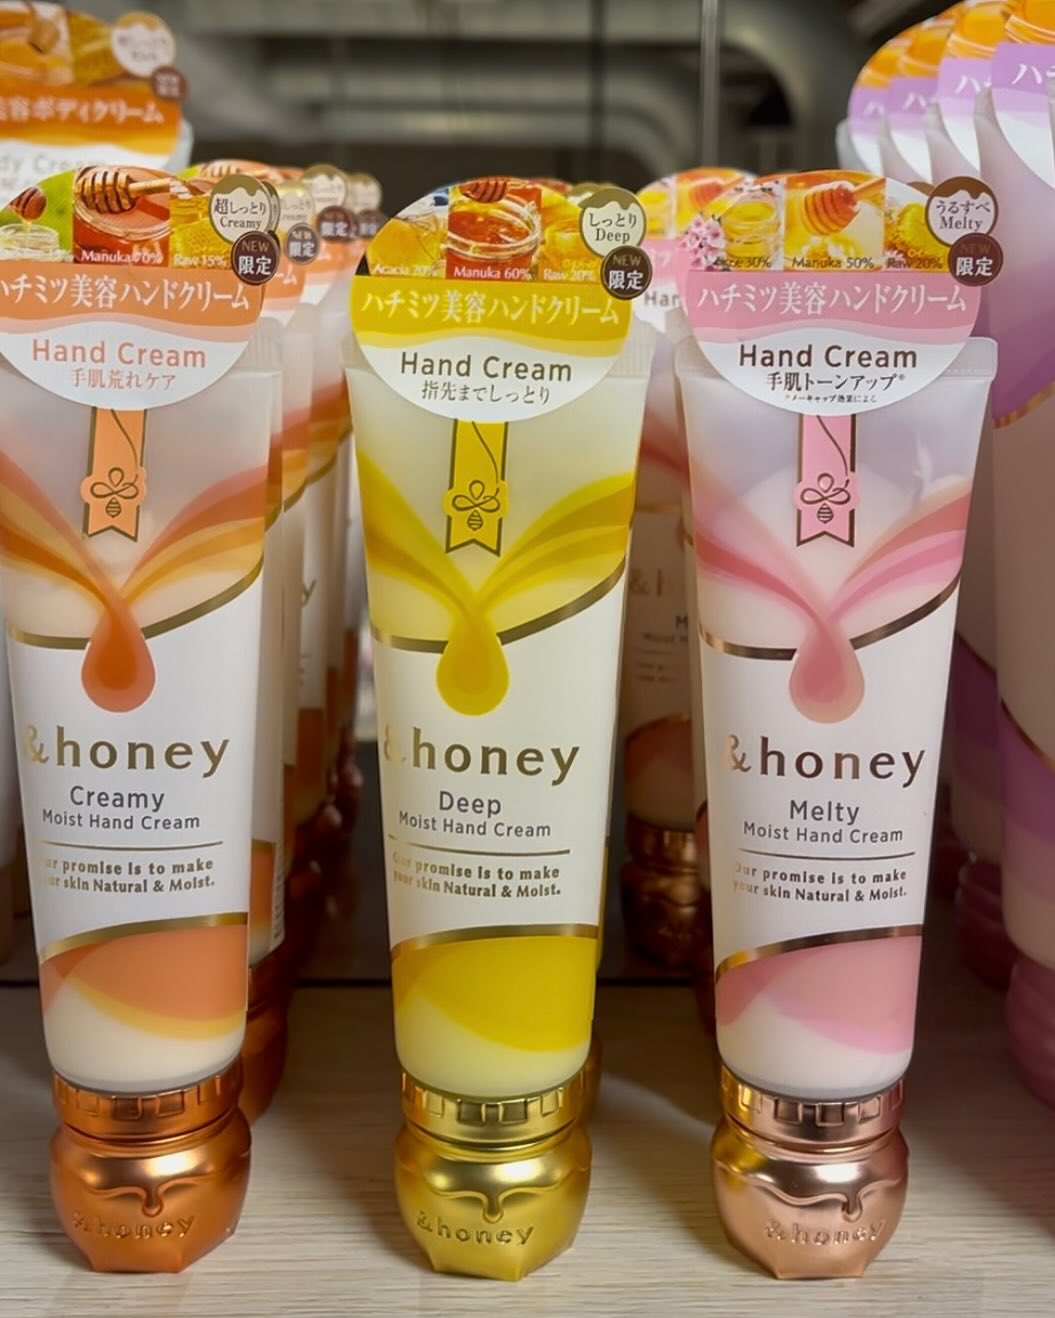 容ボディクリーム
超しっとり
Creamy
NEW
限定
Manuka 70%
Raw 15%
ハチミツ美容ハンドクリーム
Hand Cream
手肌荒れケア
&honey
Creamy
Moist Hand Cream
ur promise is to make
ur skin Natural & Moist.
&honey
しっとり
Deep
NEW
限定
Acacia 20%
Manuka 60%
Raw 20%
ハチミツ美容ハンドクリーム
Hand Cream
指先までしっとり
&honey
Deep
Moist Hand Cream
Our promise is to make
your skin Natural & Moist.
&honey
うるすべ
Melty
NEW
限定
30%
Manuka 50%
Raw 20%
ハチミツ美容ハンドクリーム
Hand Cream
手肌トーンアップ*
&honey
Melty
Moist Hand Cream
Our promise is to make
your skin Natural & Moist.
&honey